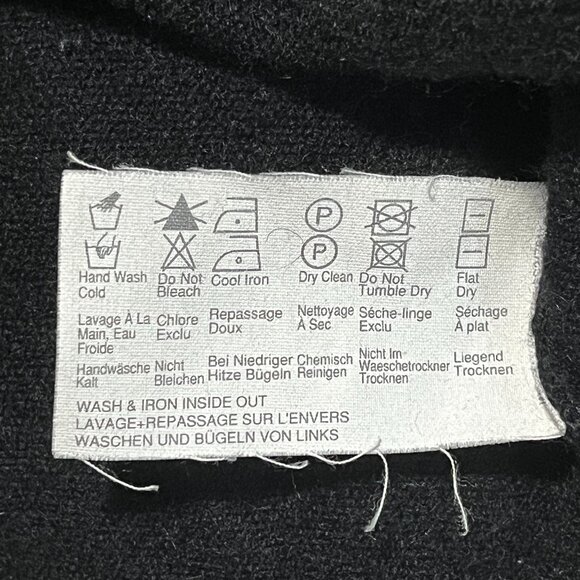 P
P
Hand Wash Do Not Cool Iron Dry Clean Do Not Flat
Cold Bleach Tumble Dry Dry
Lavage À La Chlore Repassage Nettoyage Séche-linge Séchage
Main, Eau Exclu Doux À Sec Exclu À plat
Froide
Handwäsche Nicht Bei Niedriger Chemisch Nicht Im Liegend
Kalt Bleichen Hitze Bügeln Reinigen Waeschetrockner Trocknen
Trocknen
WASH & IRON INSIDE OUT
LAVAGE+REPASSAGE SUR L'ENVERS
WASCHEN UND BÜGELN VON LINKS